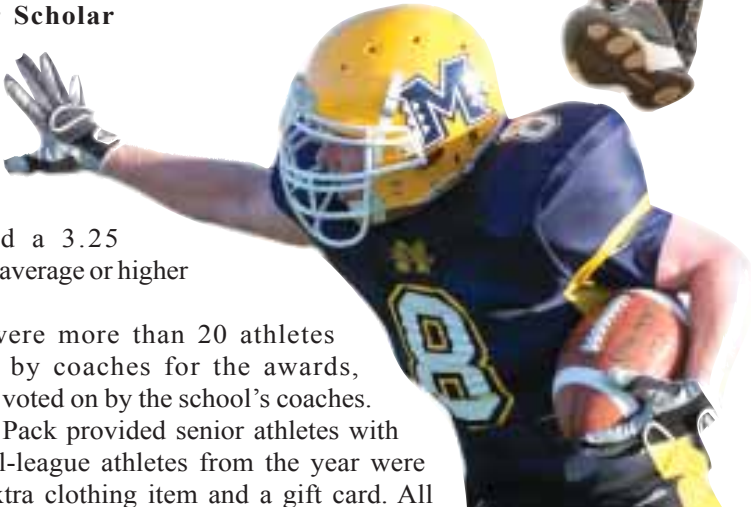 Scholar
d a 3.25
average or higher
were more than 20 athletes
by coaches for the awards,
voted on by the school's coaches.
Pack provided senior athletes with
l-league athletes from the year were
xtra clothing item and a gift card. All
M
M
8